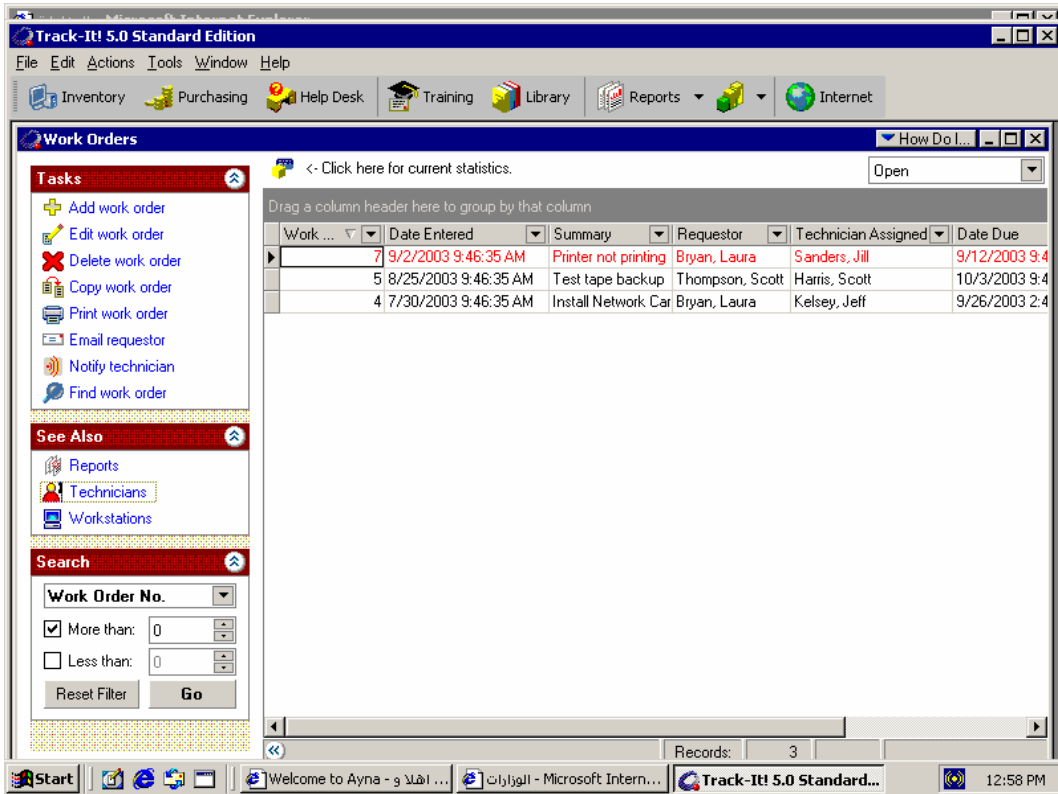 Microsoft Internet Explorer
Track-It! 5.0 Standard Edition
File Edit Actions Tools Window Help
Inventory Purchasing Help Desk Training Library Reports Internet
Work Orders How Do I...
<- Click here for current statistics. Open
Tasks
Add work order
Edit work order
Delete work order
Copy work order
Print work order
Email requestor
Notify technician
Find work order
See Also
Reports
Technicians
Workstations
Search
Work Order No.
More than: 0
Less than: 0
Reset Filter Go
Drag a column header here to group by that column
Work ... Date Entered Summary Requestor Technician Assigned Date Due
7 9/2/2003 9:46:35 AM Printer not printing Bryan, Laura Sanders, Jill 9/12/2003 9:4
5 8/25/2003 9:46:35 AM Test tape backup Thompson, Scott Harris, Scott 10/3/2003 9:4
4 7/30/2003 9:46:35 AM Install Network Car Bryan, Laura Kelsey, Jeff 9/26/2003 2:4
Records: 3
Start Welcome to Ayna - اهلا و ... الوزارات - Microsoft Intern... Track-It! 5.0 Standard... 12:58 PM